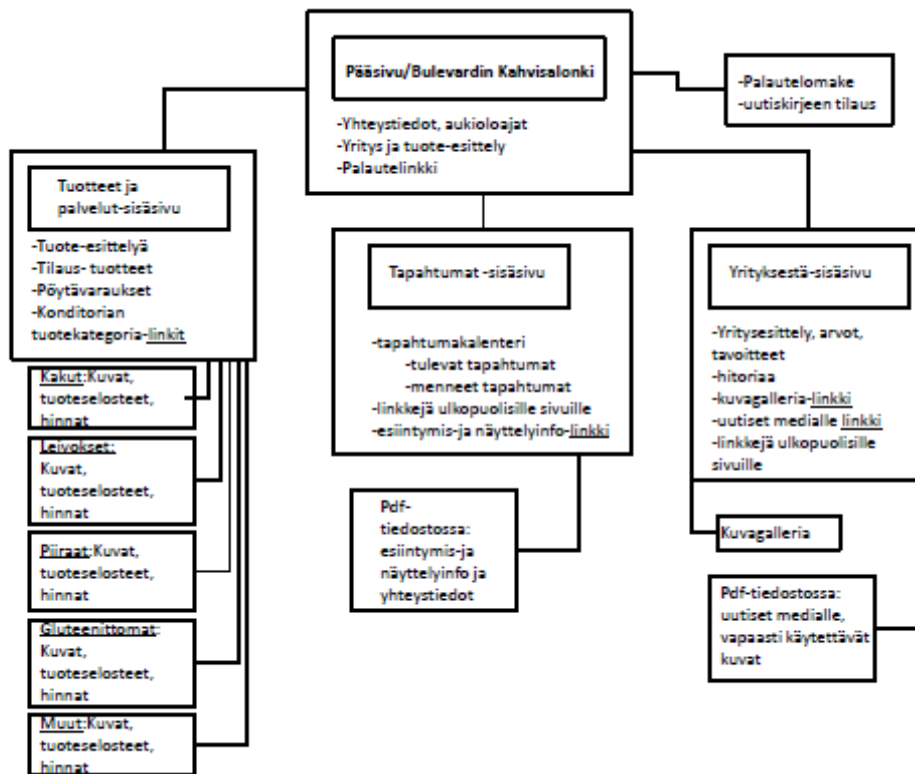 Pääsivu/Bulevardin Kahvisalonki
-Yhteystiedot, aukioloajat
-Yritys ja tuote-esittely
-Palautelinkki
-Palautelomake
-uutiskirjeen tilaus
Tuotteet ja
palvelut-sisäsivu
-Tuote-esittelyä
-Tilaus- tuotteet
-Pöytävaraukset
-Konditorian
tuotekategoria-linkit
Kakut:Kuvat,
tuoteselosteet,
hinnat
Leivokset:
Kuvat,
tuoteselosteet,
hinnat
Piiraat:Kuvat,
tuoteselosteet,
hinnat
Gluteenittomat:
Kuvat,
tuoteselosteet,
hinnat
Muut:Kuvat,
tuoteselosteet,
hinnat
Tapahtumat -sisäsivu
-tapahtumakalenteri
-tulevat tapahtumat
-menneet tapahtumat
-linkkejä ulkopuolisille sivuille
-esiintymis-ja näyttelyinfo-linkki
Pdf-
tiedostossa:
esiintymis-ja
näyttelyinfo ja
yhteystiedot
Yrityksestä-sisäsivu
-Yritysesittely, arvot,
tavoitteet
-hitoriaa
-kuvagalleria-linkki
-uutiset medialle linkki
-linkkejä ulkopuolisille
sivuille
Kuvagalleria
Pdf-tiedostossa:
uutiset medialle,
vapaasti käytettävät
kuvat